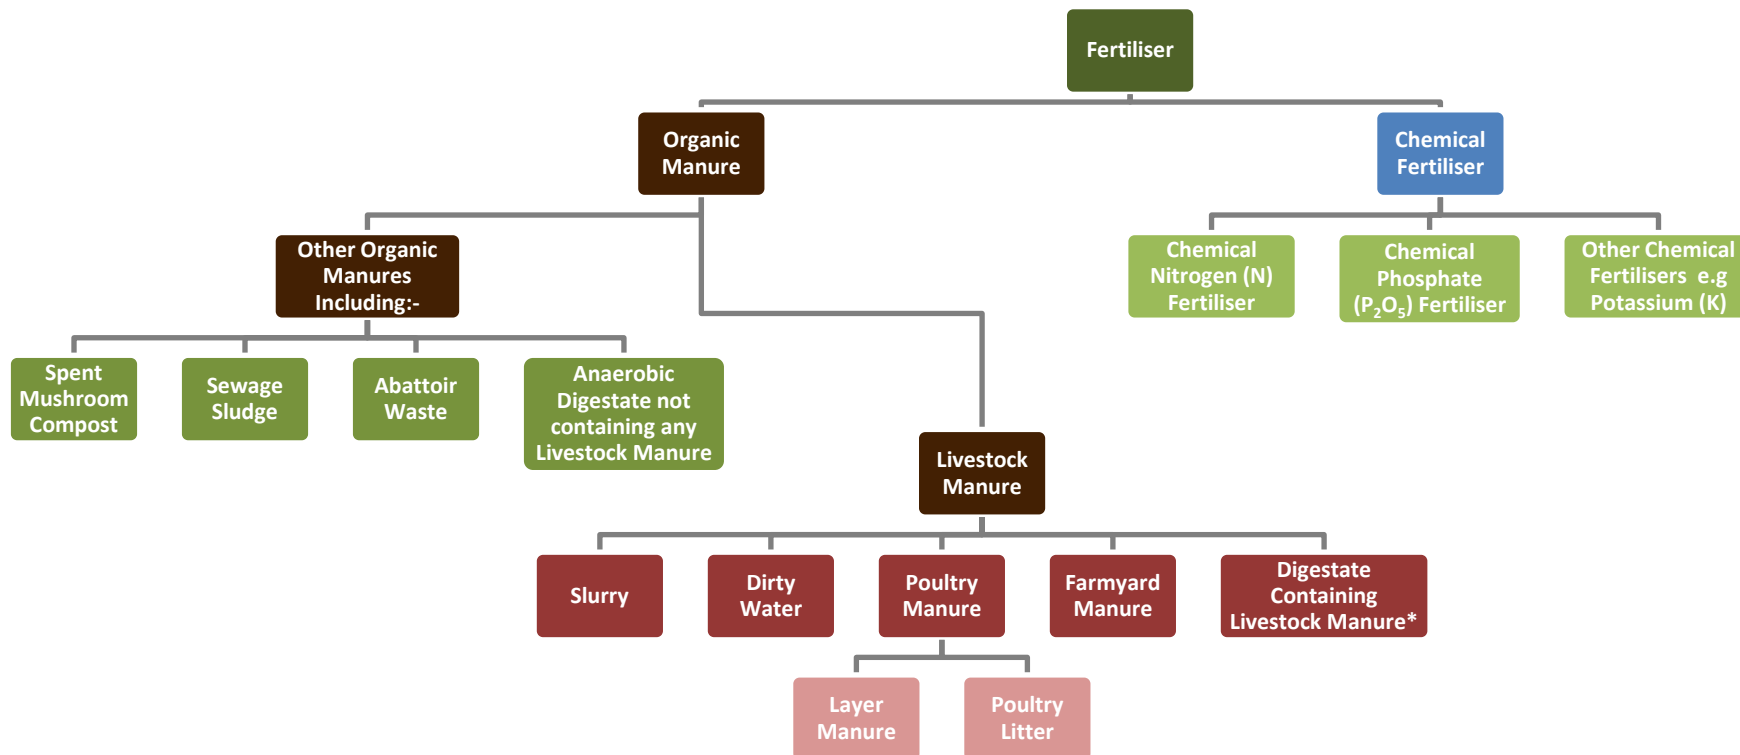 Fertiliser
Organic
Manure
Chemical
Fertiliser
Other Organic
Manures
Including:-
Chemical
Nitrogen (N)
Fertiliser
Chemical
Phosphate
(P₂O₅) Fertiliser
Other Chemical
Fertilisers  e.g
Potassium (K)
Spent
Mushroom
Compost
Sewage
Sludge
Abattoir
Waste
Anaerobic
Digestate not
containing any
Livestock Manure
Livestock
Manure
Slurry
Dirty
Water
Poultry
Manure
Farmyard
Manure
Digestate
Containing
Livestock Manure*
Layer
Manure
Poultry
Litter